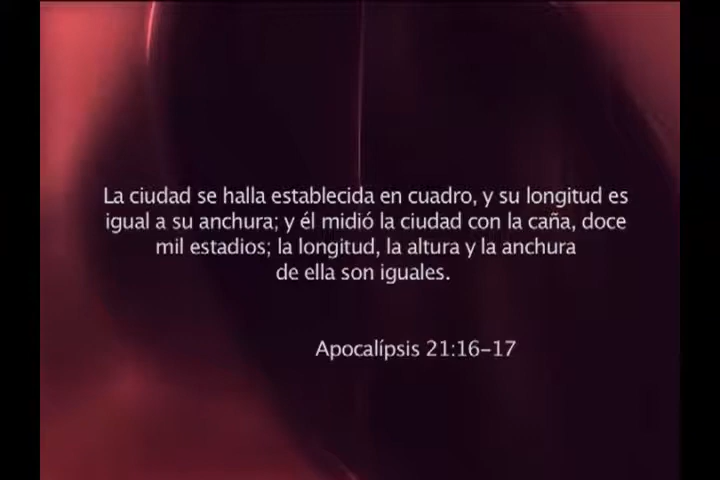 La ciudad se halla establecida en cuadro, y su longitud es
igual a su anchura; y él midió la ciudad con la caña, doce
mil estadios; la longitud, la altura y la anchura
de ella son iguales.
Apocalípsis 21:16–17